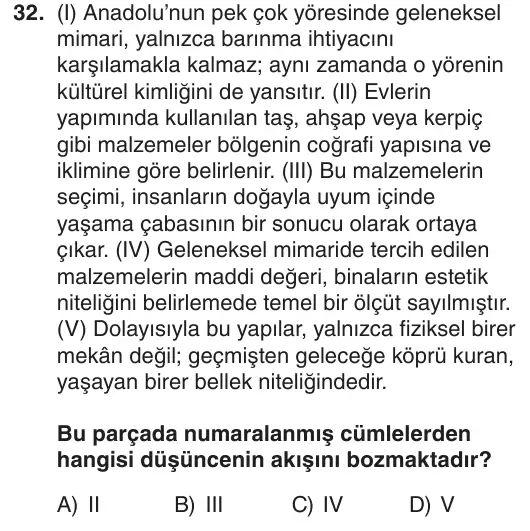 32. (I) Anadolu'nun pek çok yöresinde geleneksel
mimari, yalnızca barınma ihtiyacını
karşılamakla kalmaz; aynı zamanda o yörenin
kültürel kimliğini de yansıtır. (II) Evlerin
yapımında kullanılan taş, ahşap veya kerpiç
gibi malzemeler bölgenin coğrafi yapısına ve
iklimine göre belirlenir. (III) Bu malzemelerin
seçimi, insanların doğayla uyum içinde
yaşama çabasının bir sonucu olarak ortaya
çıkar. (IV) Geleneksel mimaride tercih edilen
malzemelerin maddi değeri, binaların estetik
niteliğini belirlemede temel bir ölçüt sayılmıştır.
(V) Dolayısıyla bu yapılar, yalnızca fiziksel birer
mekân değil; geçmişten geleceğe köprü kuran,
yaşayan birer bellek niteliğindedir.
Bu parçada numaralanmış cümlelerden
hangisi düşüncenin akışını bozmaktadır?
A) II B) III C) IV D) V